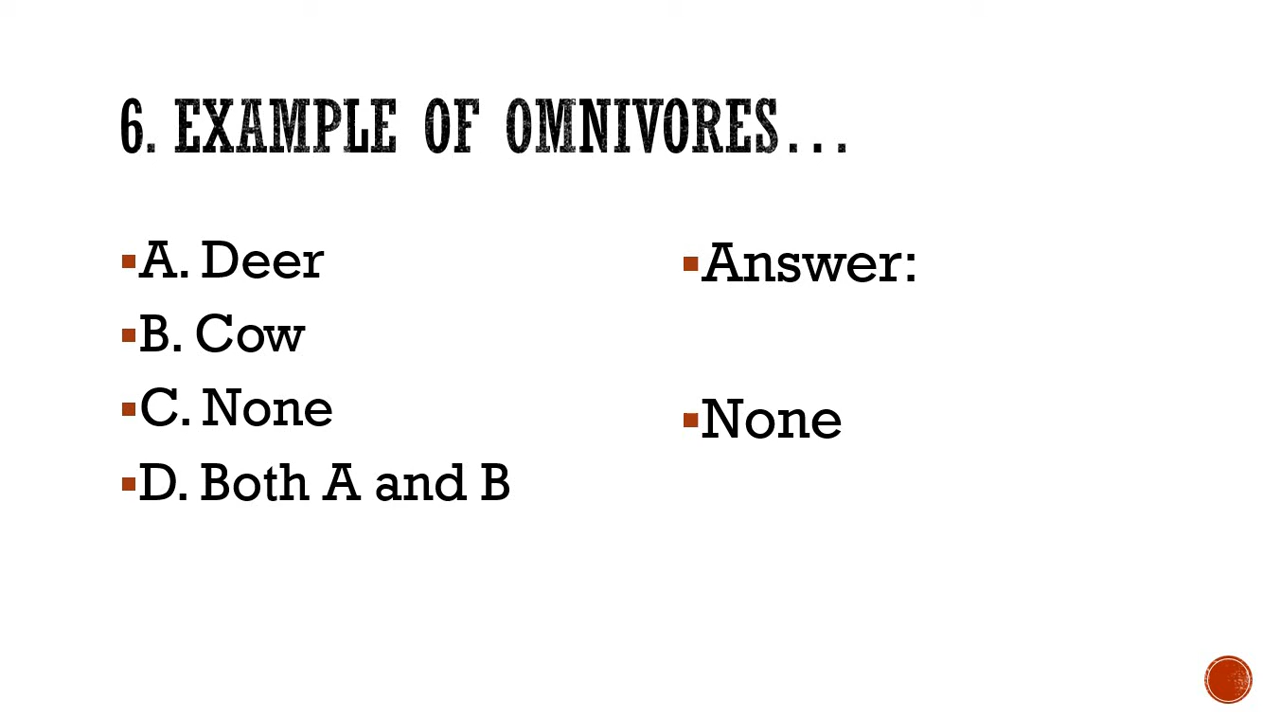 6. EXAMPLE OF OMNIVORES...
A. Deer
B. Cow
C. None
D. Both A and B
Answer:
None